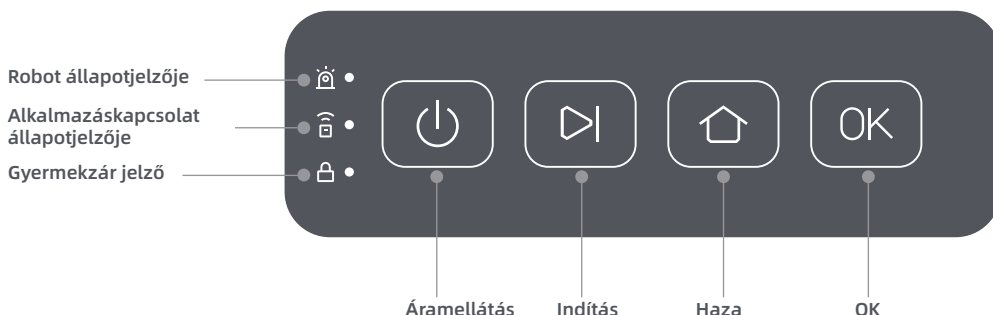 Robot állapotjelzője
Alkalmazáskapcsolat
állapotjelzője
Gyermekzár jelző
OK
Áramellátás
Indítás
Haza
OK